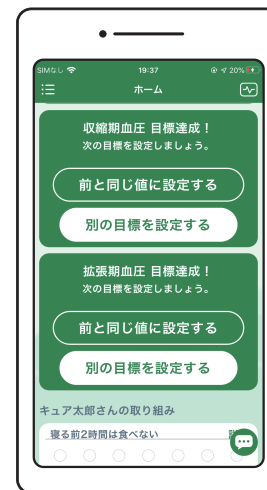 SIMなし 19:37 20%
ホーム
収縮期血圧 目標達成！
次の目標を設定しましょう。
前と同じ値に設定する
別の目標を設定する
拡張期血圧 目標達成！
次の目標を設定しましょう。
前と同じ値に設定する
別の目標を設定する
キュア太郎さんの取り組み
寝る前2時間は食べない